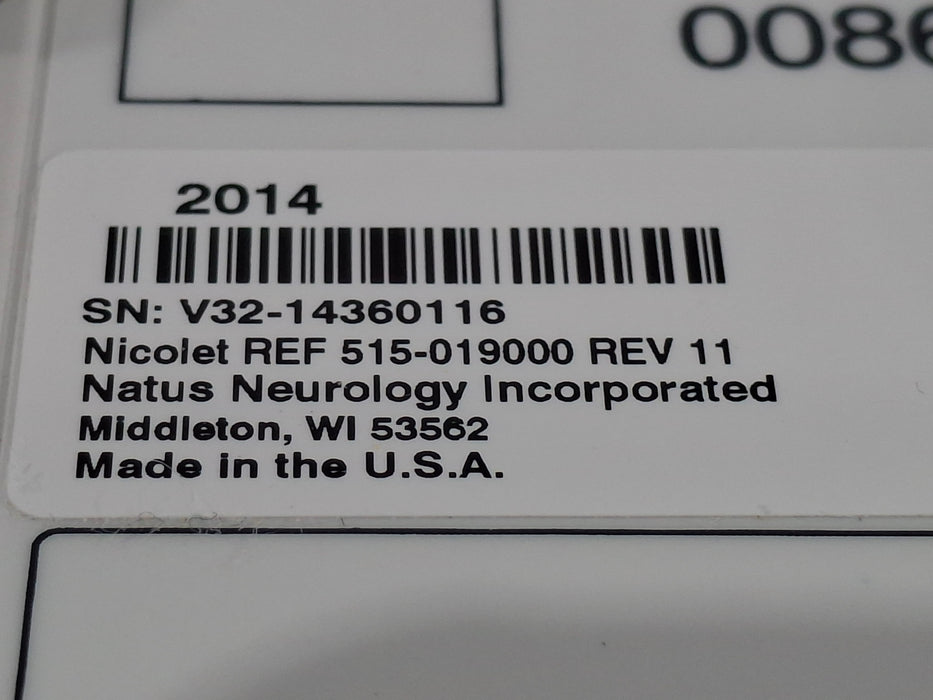 2014
SN: V32-14360116
Nicolet REF 515-019000 REV 11
Natus Neurology Incorporated
Middleton, WI 53562
Made in the U.S.A.